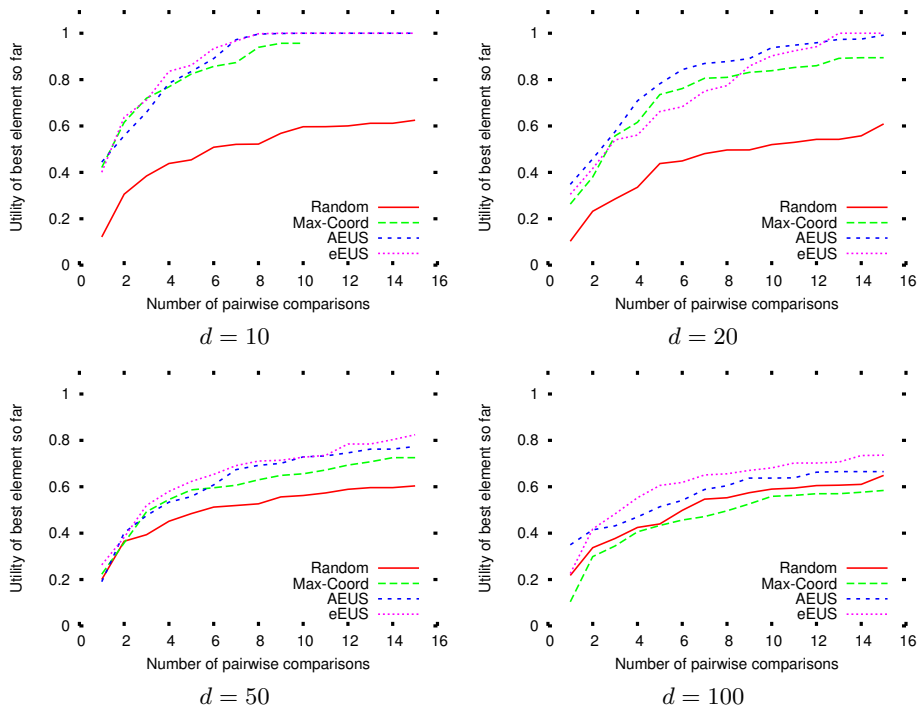 1
0.8
0.6
0.4
0.2
0
0 2 4 6 8 10 12 14 16
Utility of best element so far
Number of pairwise comparisons
Random
Max-Coord
AEUS
eEUS
d = 10
1
0.8
0.6
0.4
0.2
0
0 2 4 6 8 10 12 14 16
Utility of best element so far
Number of pairwise comparisons
Random
Max-Coord
AEUS
eEUS
d = 20
1
0.8
0.6
0.4
0.2
0
0 2 4 6 8 10 12 14 16
Utility of best element so far
Number of pairwise comparisons
Random
Max-Coord
AEUS
eEUS
d = 50
1
0.8
0.6
0.4
0.2
0
0 2 4 6 8 10 12 14 16
Utility of best element so far
Number of pairwise comparisons
Random
Max-Coord
AEUS
eEUS
d = 100